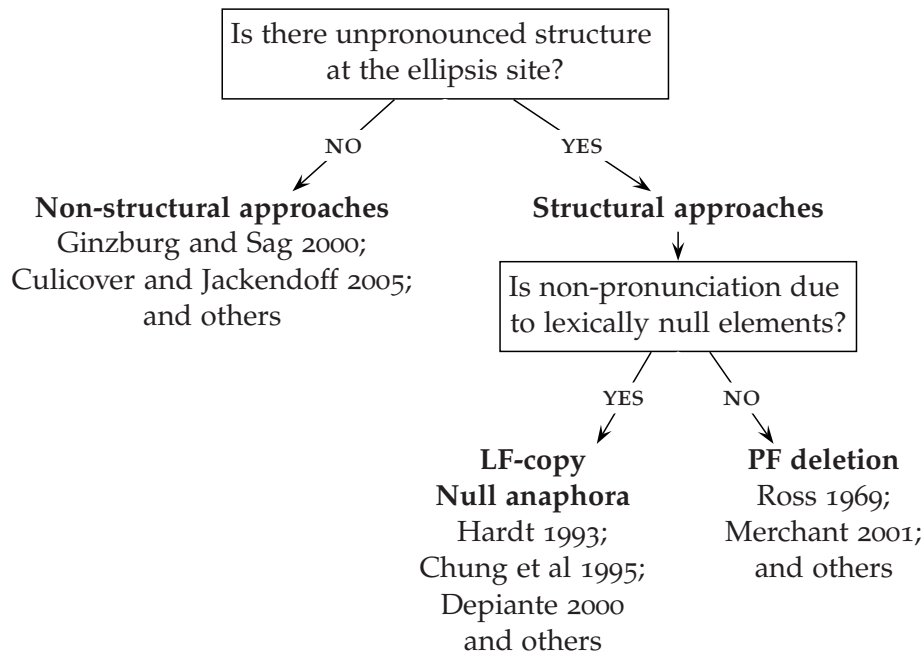 Is there unpronounced structure
at the ellipsis site?
NO
YES
Non-structural approaches
Ginzburg and Sag 2000;
Culicover and Jackendoff 2005;
and others
Structural approaches
Is non-pronunciation due
to lexically null elements?
YES
NO
LF-copy
Null anaphora
Hardt 1993;
Chung et al 1995;
Depiante 2000
and others
PF deletion
Ross 1969;
Merchant 2001;
and others